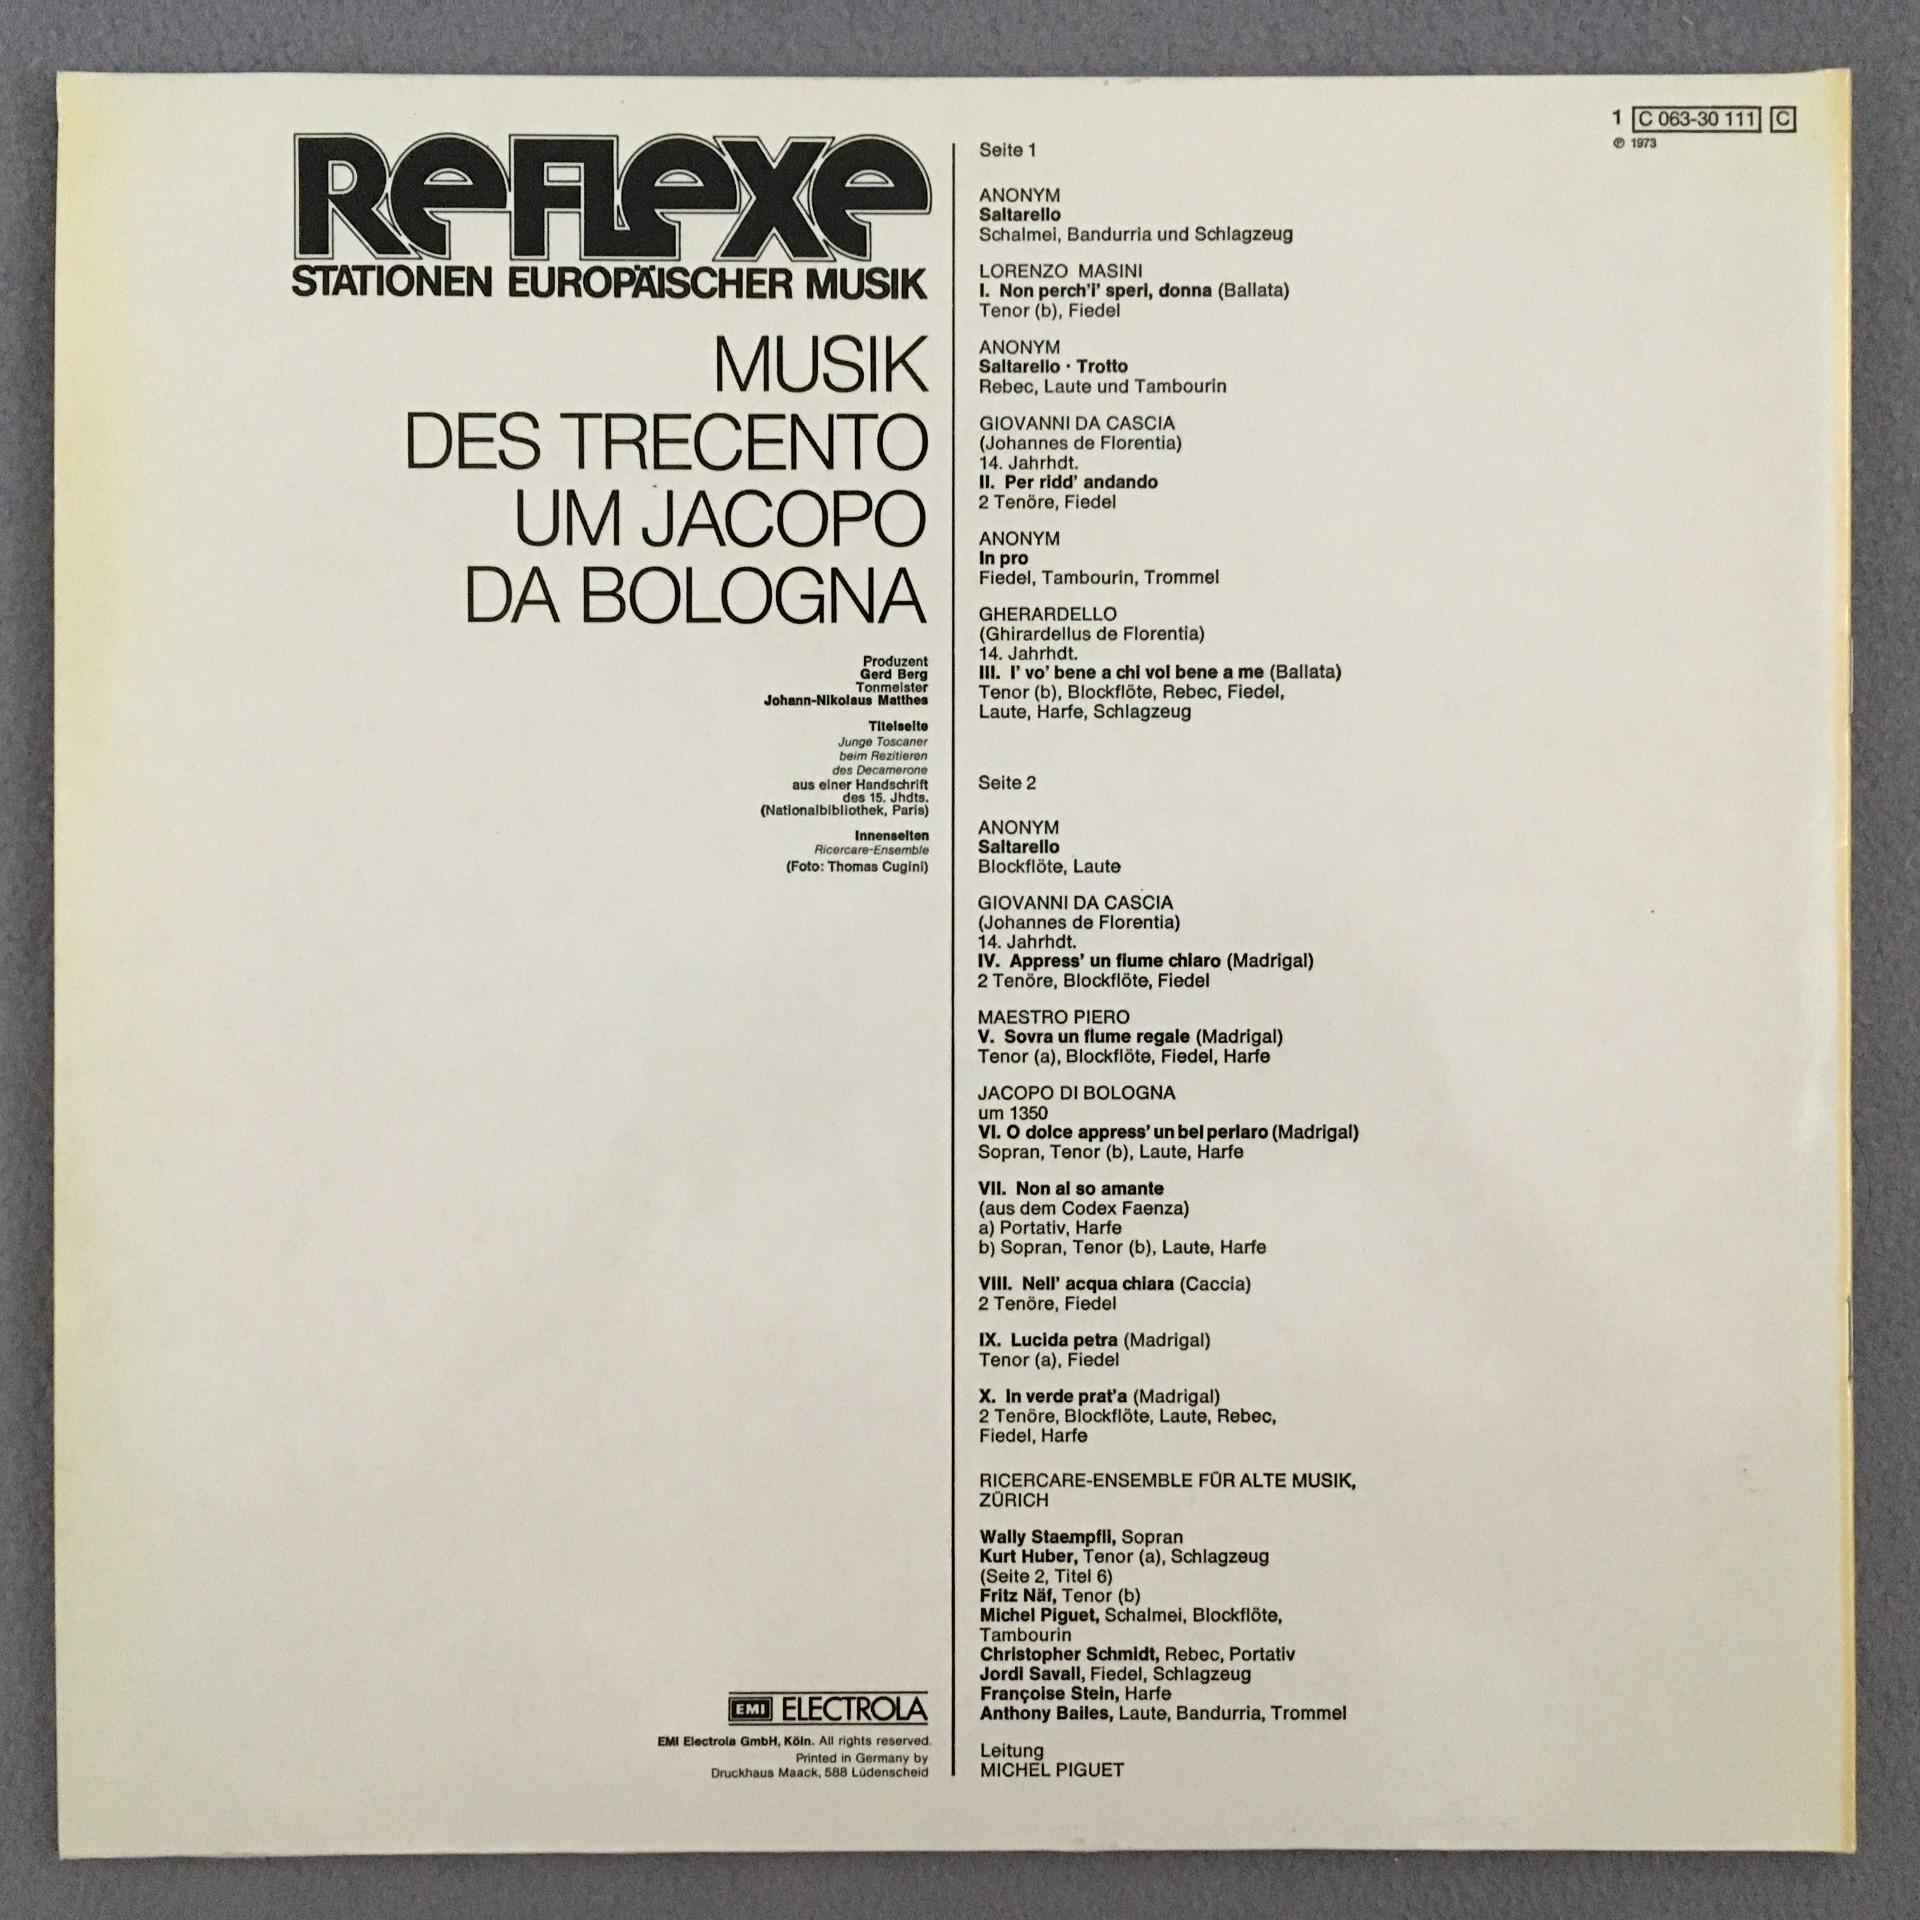 REFLEXE
STATIONEN EUROPÄISCHER MUSIK
MUSIK
DES TRECENTO
UM JACOPO
DA BOLOGNA
Produzent
Gerd Berg
Tonmeister
Johann-Nikolaus Matthes
Titelseite
Junge Toscaner
beim Rezitieren
des Decamerone
aus einer Handschrift
des 15. Jhdts.
(Nationalbibliothek, Paris)
Innenseiten
Ricercare-Ensemble
(Foto: Thomas Cugini)
EMI ELECTROLA
EMI Electrola GmbH, Köln. All rights reserved.
Printed in Germany by
Druckhaus Maack, 588 Lüdenscheid
1 C 063-30 111 C
℗ 1973
Seite 1
ANONYM
Saltarello
Schalmei, Bandurria und Schlagzeug
LORENZO MASINI
I. Non perch'i' speri, donna (Ballata)
Tenor (b), Fiedel
ANONYM
Saltarello · Trotto
Rebec, Laute und Tambourin
GIOVANNI DA CASCIA
(Johannes de Florentia)
14. Jahrhdt.
II. Per ridd' andando
2 Tenöre, Fiedel
ANONYM
In pro
Fiedel, Tambourin, Trommel
GHERARDELLO
(Ghirardellus de Florentia)
14. Jahrhdt.
III. I' vo' bene a chi vol bene a me (Ballata)
Tenor (b), Blockflöte, Rebec, Fiedel,
Laute, Harfe, Schlagzeug
Seite 2
ANONYM
Saltarello
Blockflöte, Laute
GIOVANNI DA CASCIA
(Johannes de Florentia)
14. Jahrhdt.
IV. Appress' un fiume chiaro (Madrigal)
2 Tenöre, Blockflöte, Fiedel
MAESTRO PIERO
V. Sovra un fiume regale (Madrigal)
Tenor (a), Blockflöte, Fiedel, Harfe
JACOPO DI BOLOGNA
um 1350
VI. O dolce appress' un bel perlaro (Madrigal)
Sopran, Tenor (b), Laute, Harfe
VII. Non al so amante
(aus dem Codex Faenza)
a) Portativ, Harfe
b) Sopran, Tenor (b), Laute, Harfe
VIII. Nell' acqua chiara (Caccia)
2 Tenöre, Fiedel
IX. Lucida petra (Madrigal)
Tenor (a), Fiedel
X. In verde prat'a (Madrigal)
2 Tenöre, Blockflöte, Laute, Rebec,
Fiedel, Harfe
RICERCARE-ENSEMBLE FÜR ALTE MUSIK,
ZÜRICH
Wally Staempfli, Sopran
Kurt Huber, Tenor (a), Schlagzeug
(Seite 2, Titel 6)
Fritz Näf, Tenor (b)
Michel Piguet, Schalmei, Blockflöte,
Tambourin
Christopher Schmidt, Rebec, Portativ
Jordi Savall, Fiedel, Schlagzeug
Françoise Stein, Harfe
Anthony Bailes, Laute, Bandurria, Trommel
Leitung
MICHEL PIGUET